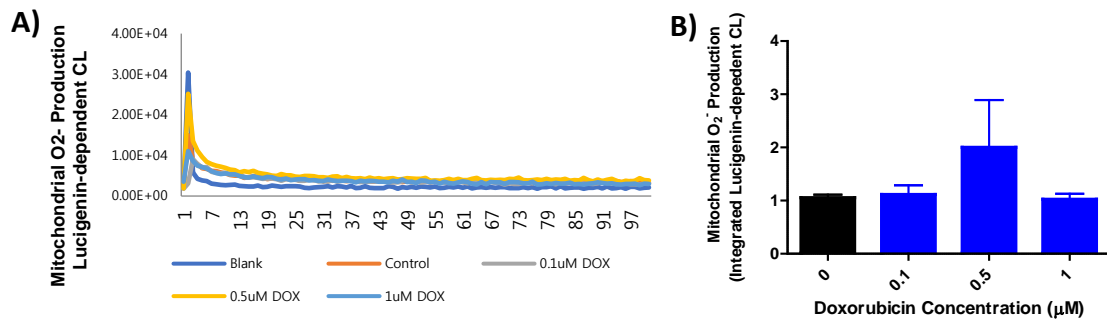 A)
Mitochondrial O2- Production
Lucigenin-dependent CL
4.00E+04
3.00E+04
2.00E+04
1.00E+04
0.00E+00
1 7 13 19 25 31 37 43 49 55 61 67 73 79 85 91 97
Blank Control 0.1uM DOX
0.5uM DOX 1uM DOX
B)
Mitochondrial O2- Production
(Integrated Lucigenin-depedent CL)
4
3
2
1
0
0 0.1 0.5 1
Doxorubicin Concentration (μM)